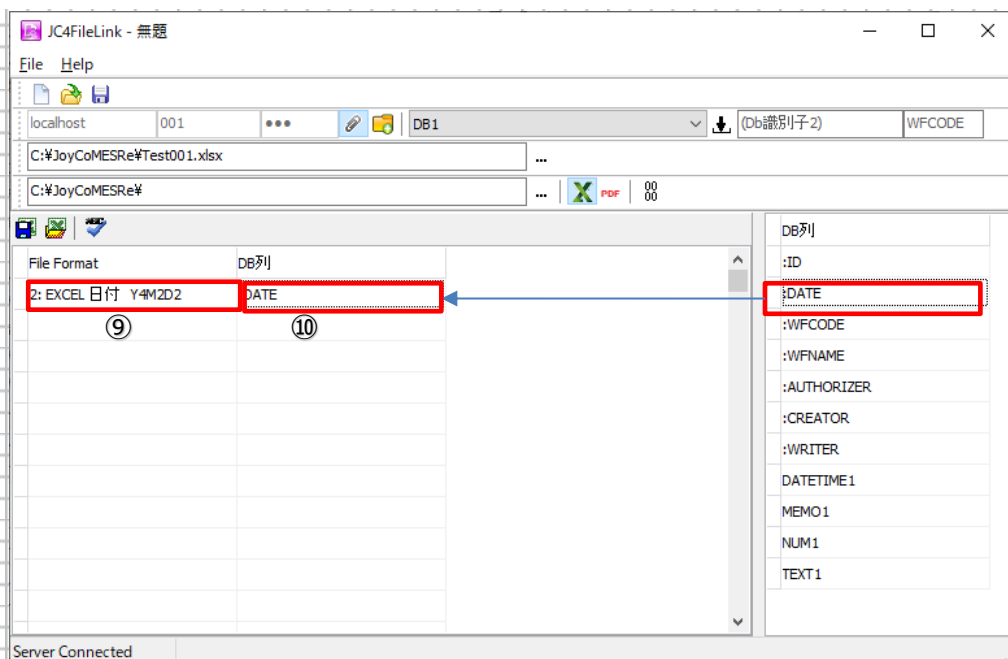 JC4FileLink - 無題
File Help
localhost 001 ●●● DB1 (Db識別子2) WFCODE
C:¥JoyCoMESRe¥Test001.xlsx ...
C:¥JoyCoMESRe¥ ... X PDF 00 00
DB列
File Format DB列
:ID
2: EXCEL 日付 Y4M2D2 DATE :DATE
⑨ ⑩
:WFCODE
:WFNAME
:AUTHORIZER
:CREATOR
:WRITER
DATETIME1
MEMO1
NUM1
TEXT1
Server Connected